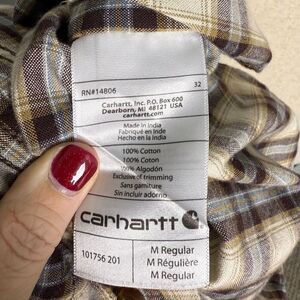 RN#14806 32
Carhartt, Inc. P.O. Box 600
Dearborn, MI 48121 USA
carhartt.com
Made in India
Fabriqué en Inde
Hecho en la India
100% Cotton
100% Coton
100% Algodón
Exclusive of trimming
Sans garniture
Sin incluir adorno
carhartt
101756 201
M Regular
M Régulière
M Regular